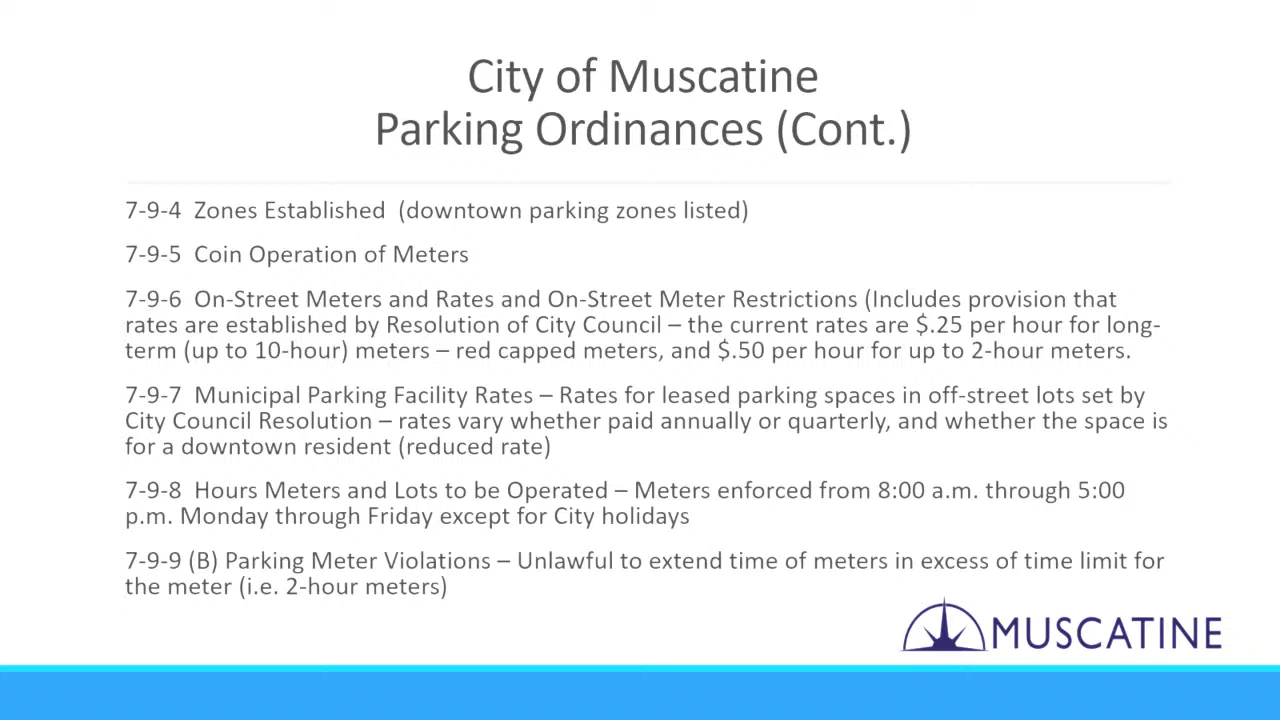 City of Muscatine
Parking Ordinances (Cont.)
7-9-4  Zones Established  (downtown parking zones listed)
7-9-5  Coin Operation of Meters
7-9-6  On-Street Meters and Rates and On-Street Meter Restrictions (Includes provision that
rates are established by Resolution of City Council – the current rates are $.25 per hour for long-
term (up to 10-hour) meters – red capped meters, and $.50 per hour for up to 2-hour meters.
7-9-7  Municipal Parking Facility Rates – Rates for leased parking spaces in off-street lots set by
City Council Resolution – rates vary whether paid annually or quarterly, and whether the space is
for a downtown resident (reduced rate)
7-9-8  Hours Meters and Lots to be Operated – Meters enforced from 8:00 a.m. through 5:00
p.m. Monday through Friday except for City holidays
7-9-9 (B) Parking Meter Violations – Unlawful to extend time of meters in excess of time limit for
the meter (i.e. 2-hour meters)
MUSCATINE